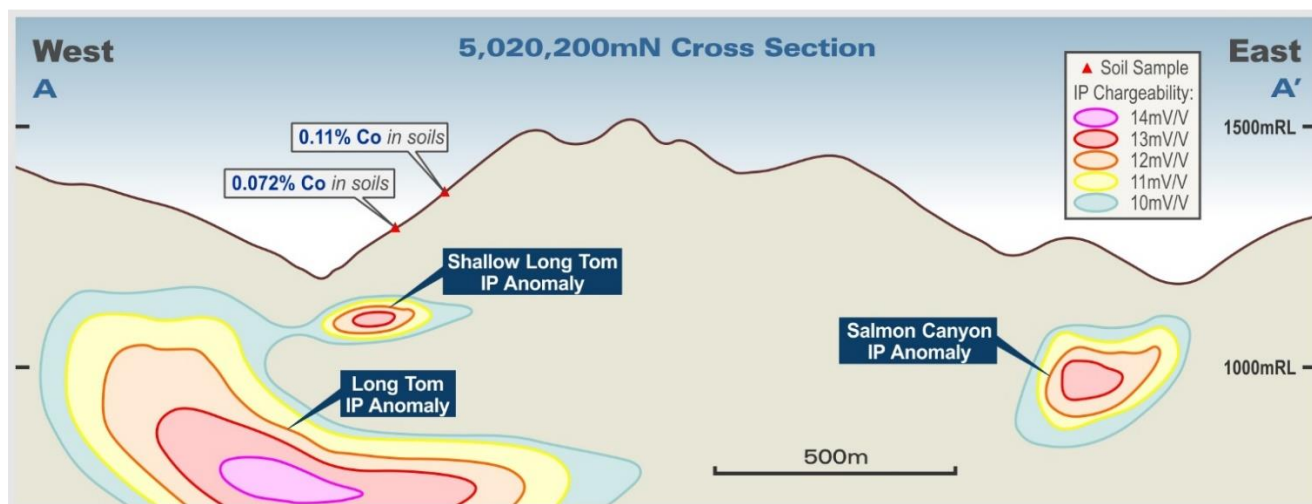 West
5,020,200mN Cross Section
East
A
A'
Soil Sample
IP Chargeability:
14mV/V
13mV/V
12mV/V
11mV/V
10mV/V
1500mRL
0.11% Co in soils
0.072% Co in soils
Shallow Long Tom
IP Anomaly
Salmon Canyon
IP Anomaly
1000mRL
Long Tom
IP Anomaly
500m